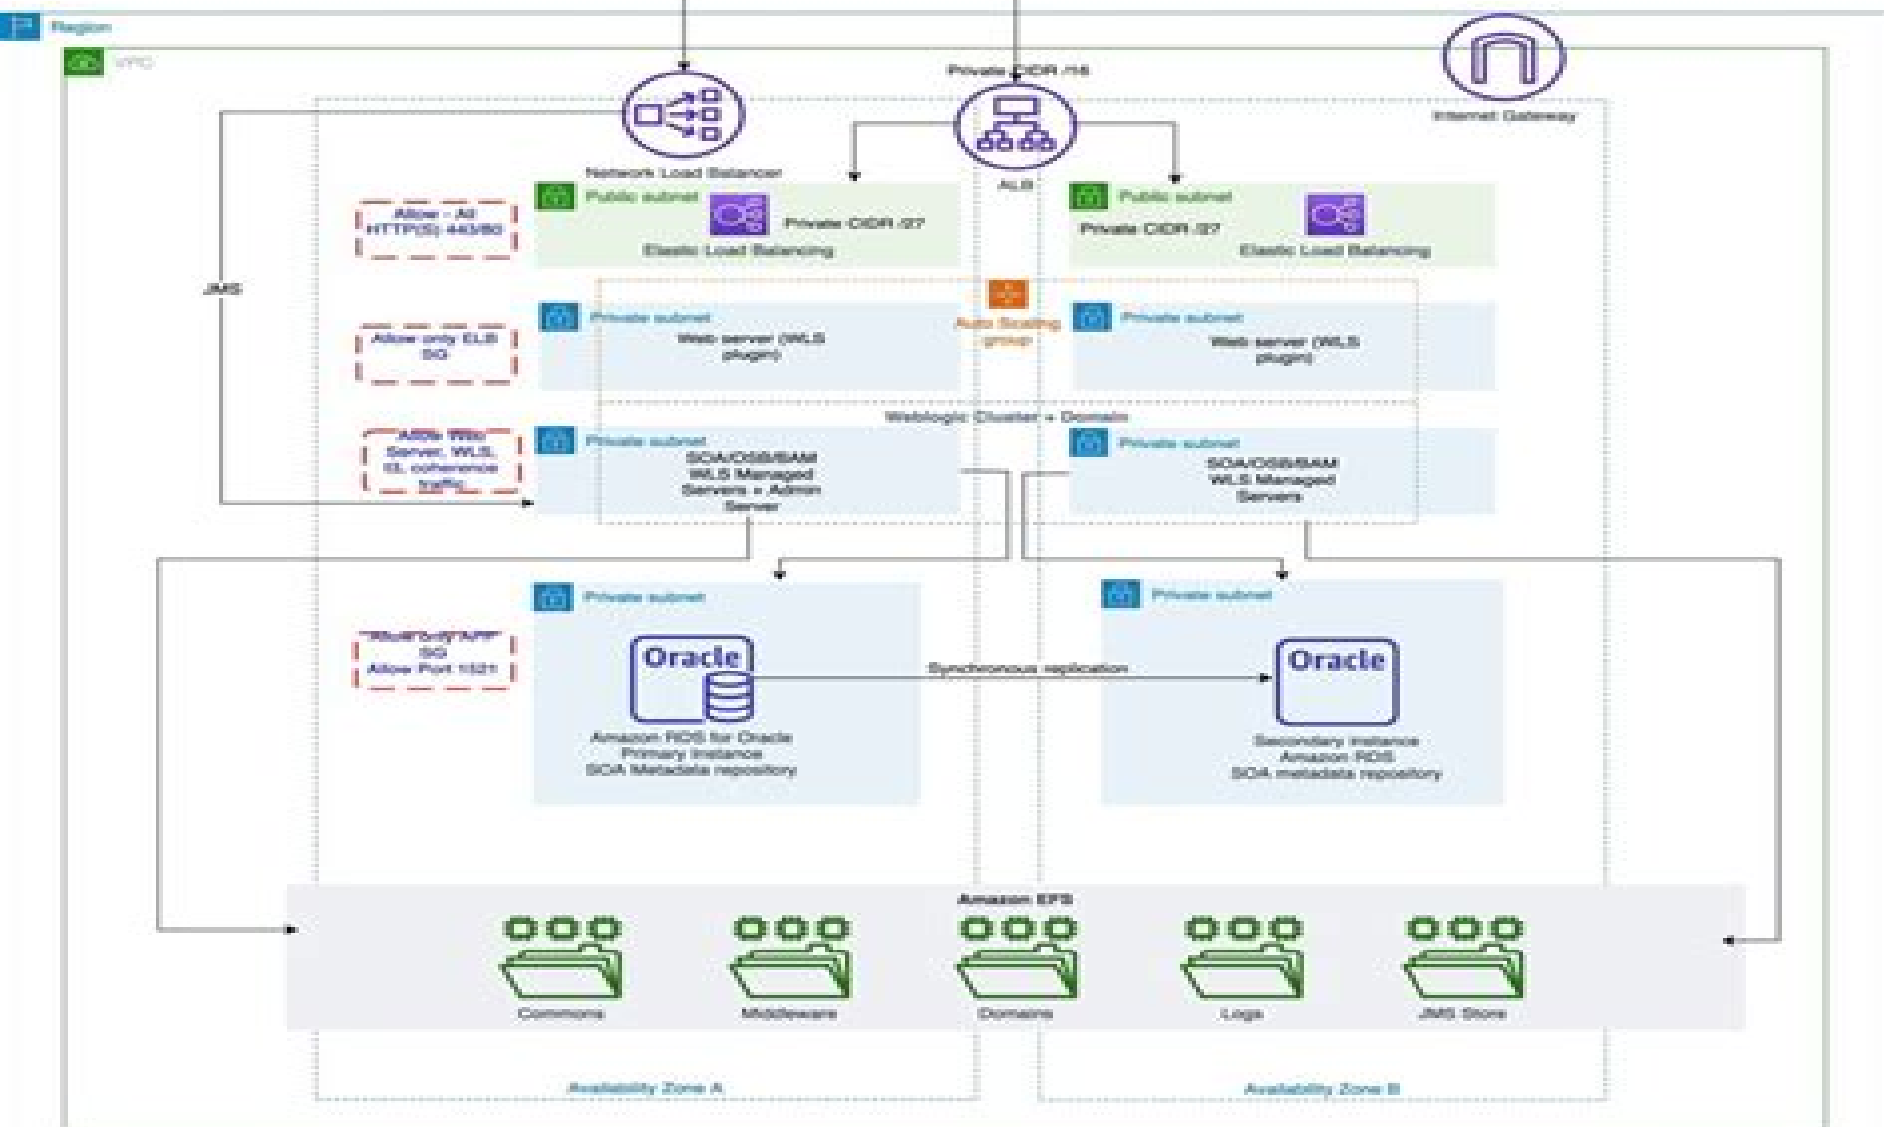 Region
VPC
Private CIDR /16
Internet Gateway
Network Load Balancer
ALB
Allow - All
HTTP(S) 443/80
Public subnet
Private CIDR /27
Elastic Load Balancing
Public subnet
Private CIDR /27
Elastic Load Balancing
JMS
Allow only ELB
SG
Private subnet
Web server (WLS
plugin)
Auto Scaling
group
Private subnet
Web server (WLS
plugin)
Weblogic Cluster + Domain
Allow Web
Server, WLS,
t3, coherence
traffic
Private subnet
SOA/OSB/BAM
WLS Managed
Servers + Admin
Server
Private subnet
SOA/OSB/BAM
WLS Managed
Servers
Allow only APP
SG
Allow Port 1521
Private subnet
Oracle
Amazon RDS for Oracle
Primary Instance
SOA Metadata repository
Synchronous replication
Private subnet
Oracle
Secondary instance
Amazon RDS
SOA metadata repository
Amazon EFS
Commons
Middleware
Domains
Logs
JMS Store
Availability Zone A
Availability Zone B